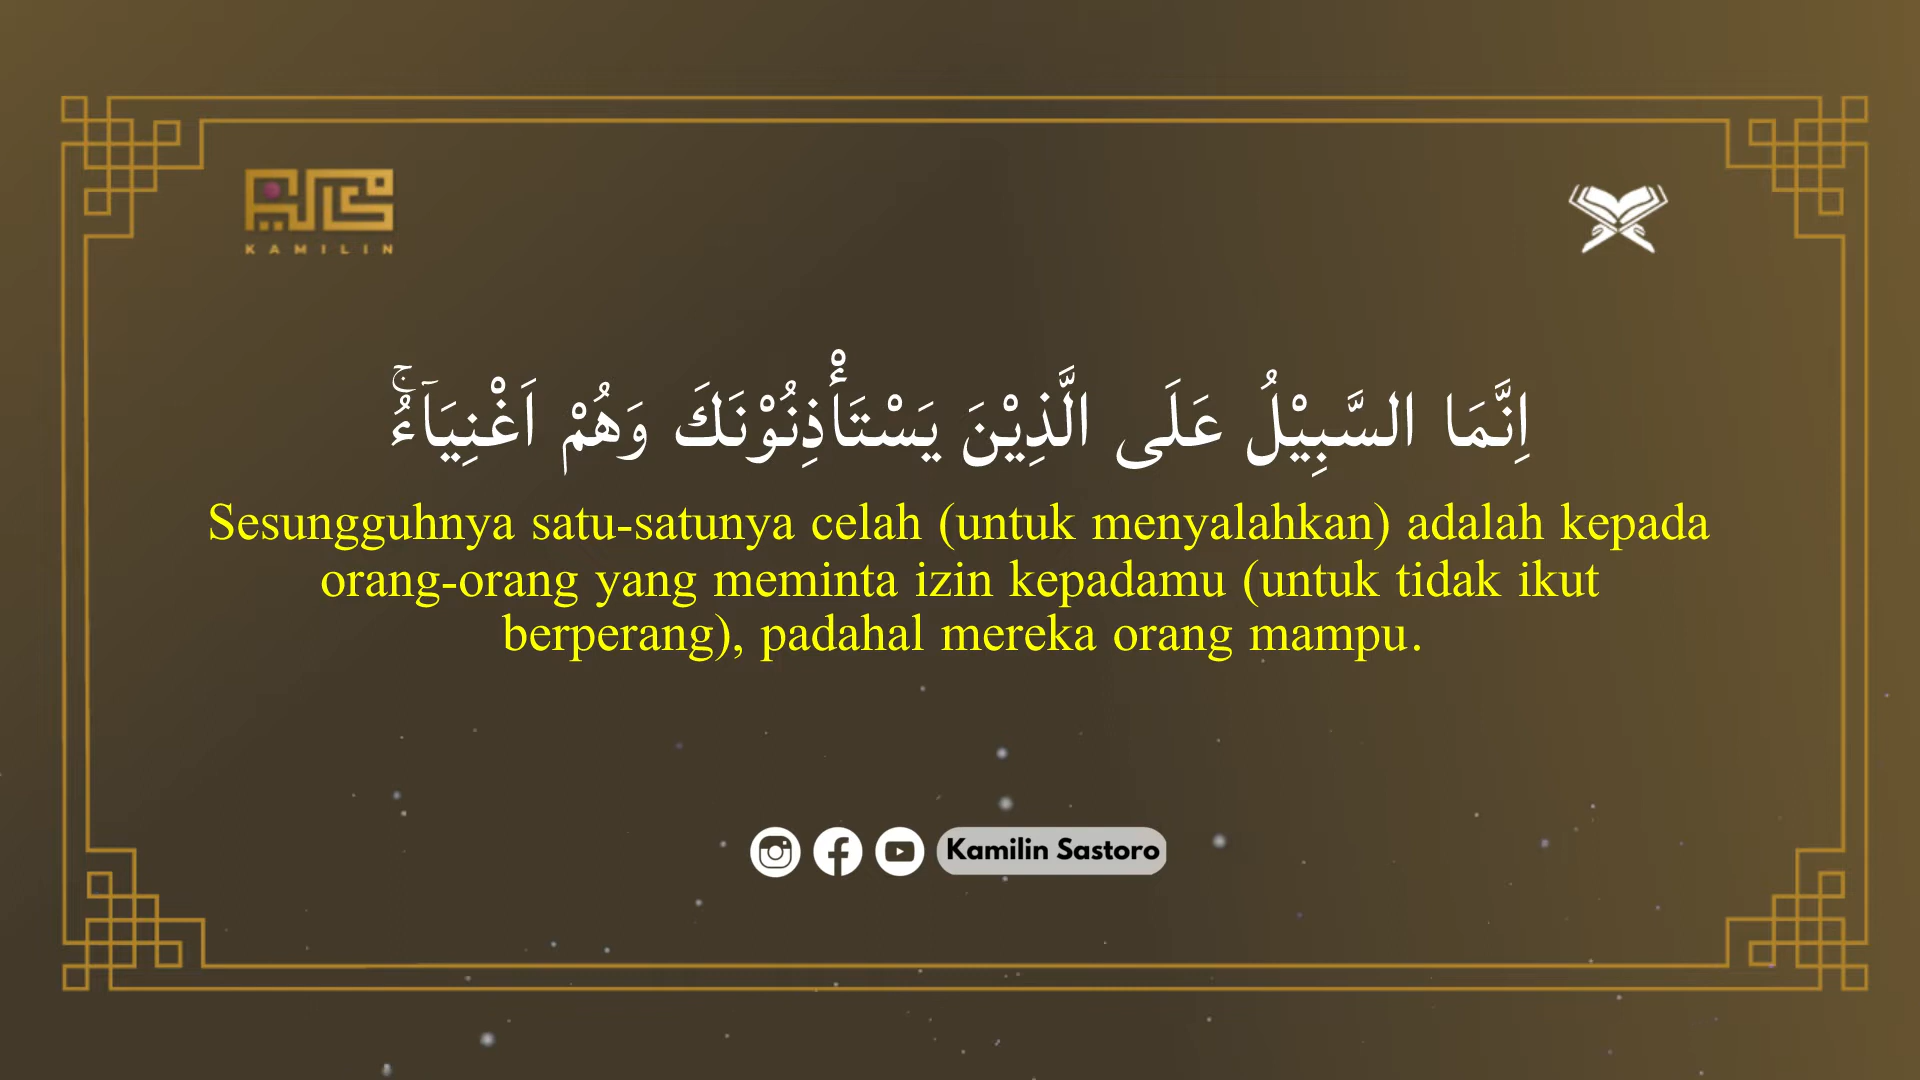 KAMILIN
اِنَّمَا السَّبِيْلُ عَلَى الَّذِيْنَ يَسْتَأْذِنُوْنَكَ وَهُمْ اَغْنِيَاۤءُۚ
Sesungguhnya satu-satunya celah (untuk menyalahkan) adalah kepada
orang-orang yang meminta izin kepadamu (untuk tidak ikut
berperang), padahal mereka orang mampu.
Kamilin Sastoro